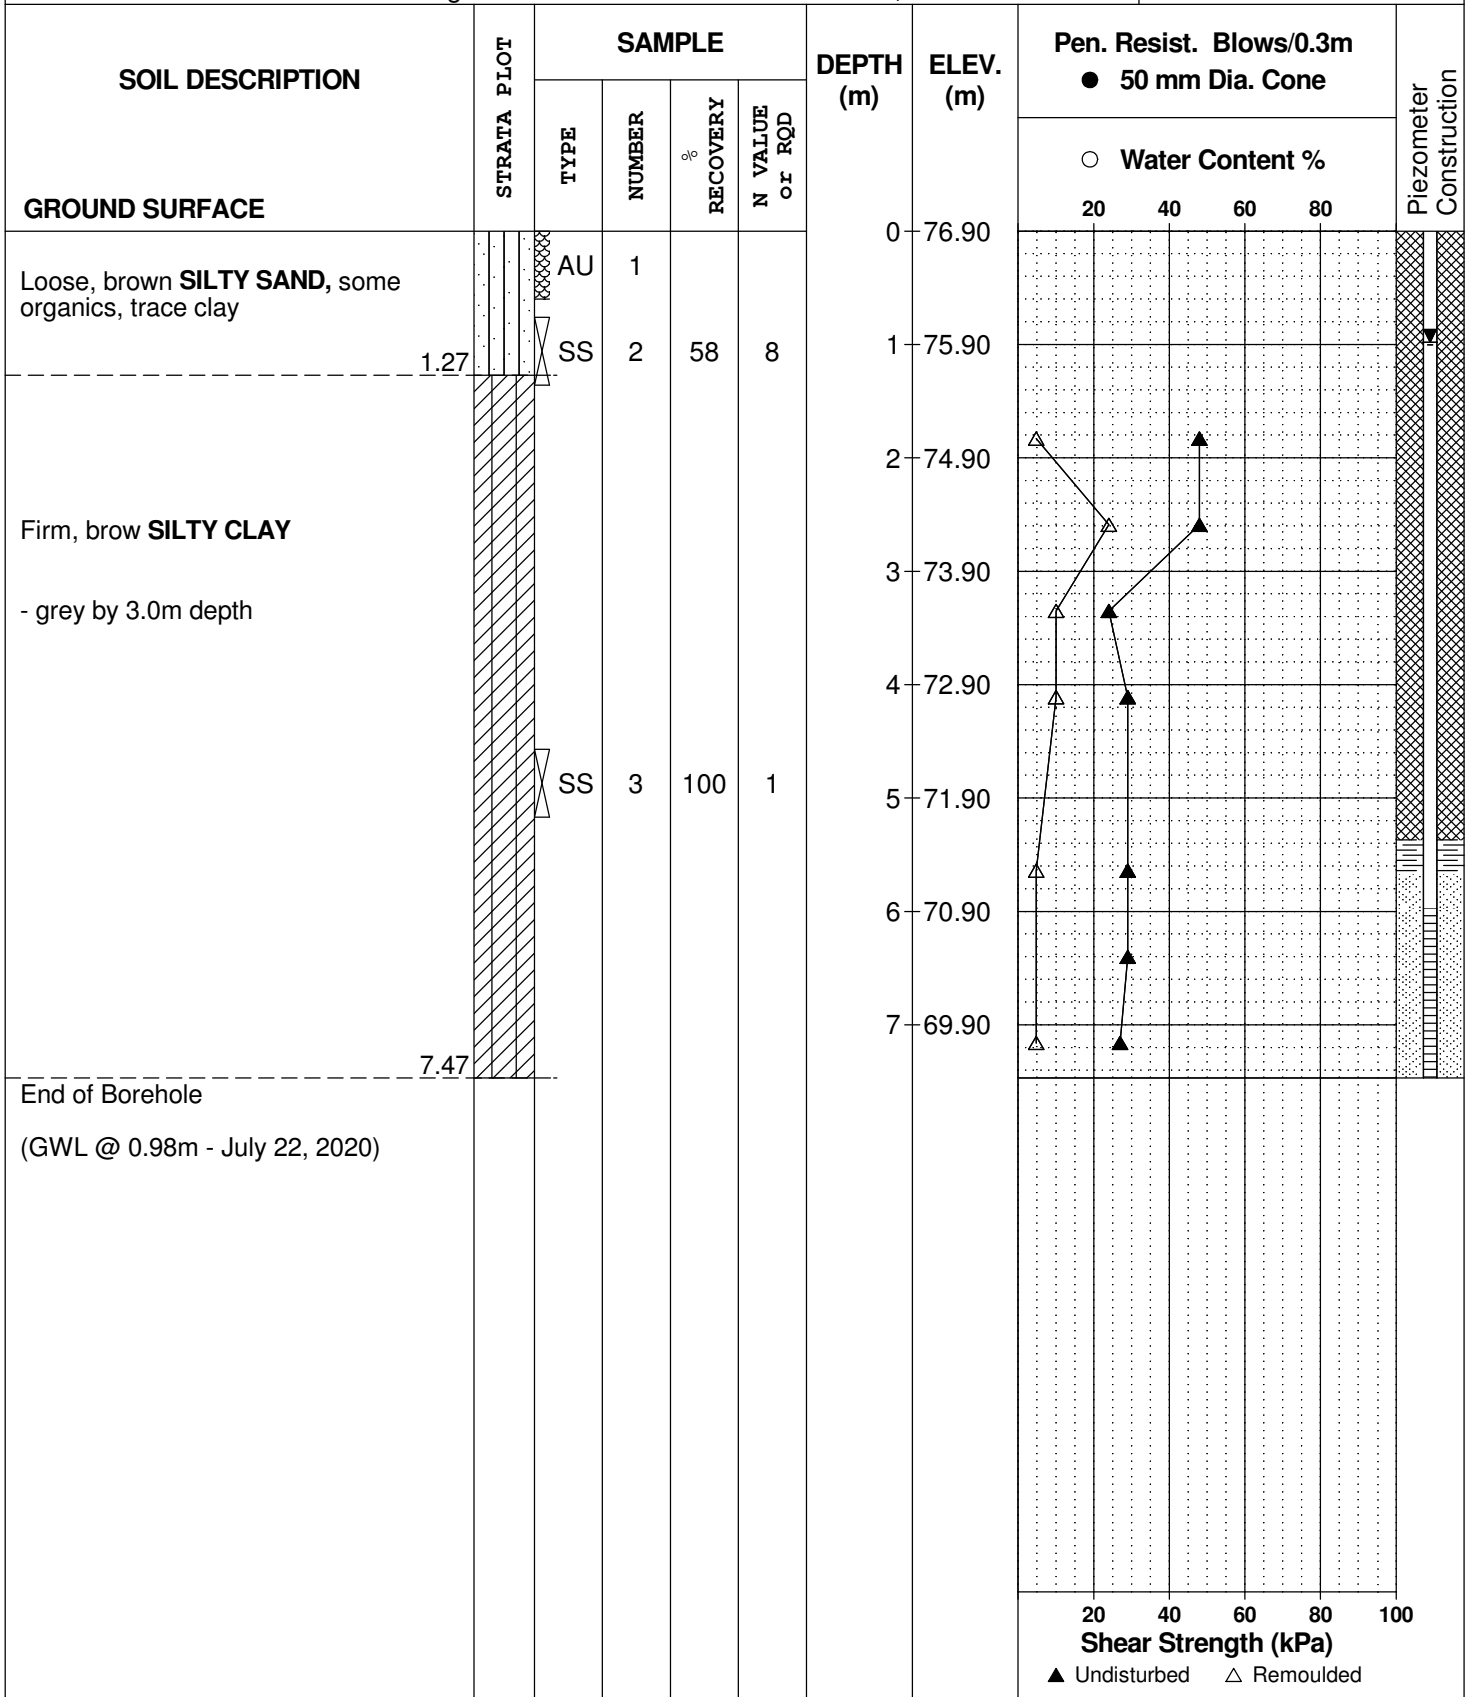 SOIL DESCRIPTION
GROUND SURFACE
STRATA PLOT
SAMPLE
TYPE
NUMBER
%
RECOVERY
N VALUE
or RQD
DEPTH
(m)
ELEV.
(m)
Pen. Resist. Blows/0.3m
● 50 mm Dia. Cone
○ Water Content %
20 40 60 80
Piezometer
Construction
0 76.90
AU 1
Loose, brown SILTY SAND, some
organics, trace clay
1.27
SS 2 58 8
1 75.90
2 74.90
Firm, brow SILTY CLAY
3 73.90
- grey by 3.0m depth
4 72.90
SS 3 100 1
5 71.90
6 70.90
7 69.90
7.47
End of Borehole
(GWL @ 0.98m - July 22, 2020)
20 40 60 80 100
Shear Strength (kPa)
▲ Undisturbed △ Remoulded